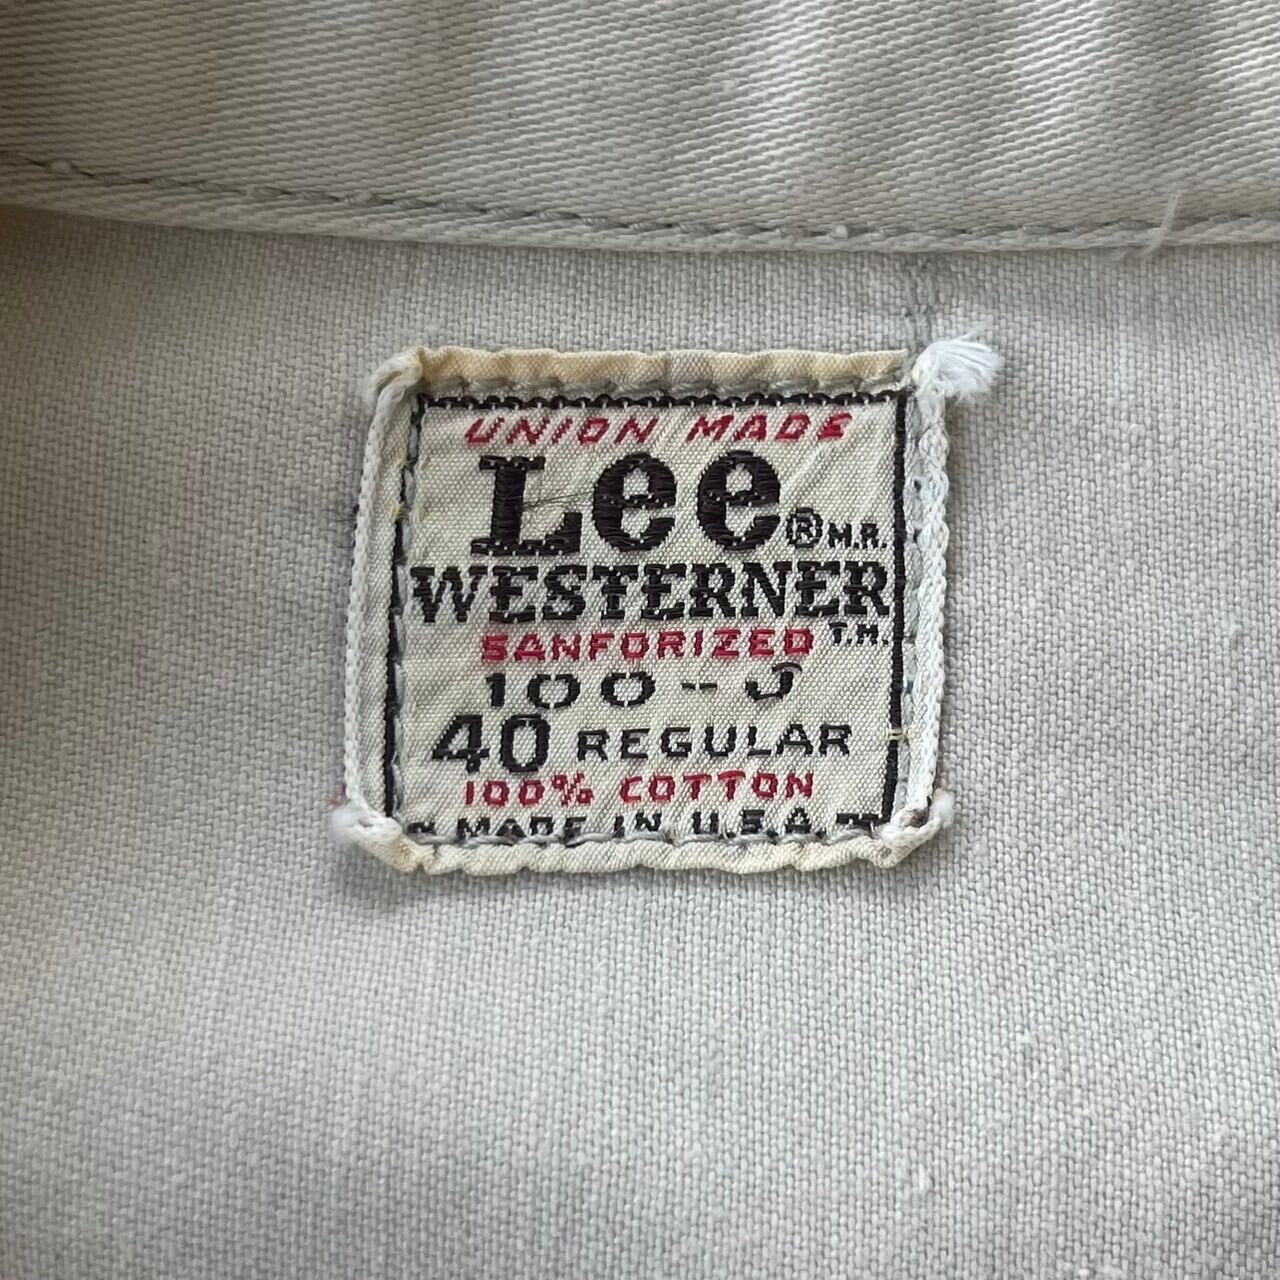 UNION MADE
Lee ® M.R.
WESTERNER
SANFORIZED T.M.
100-J
40 REGULAR
100% COTTON
MADE IN U.S.A.